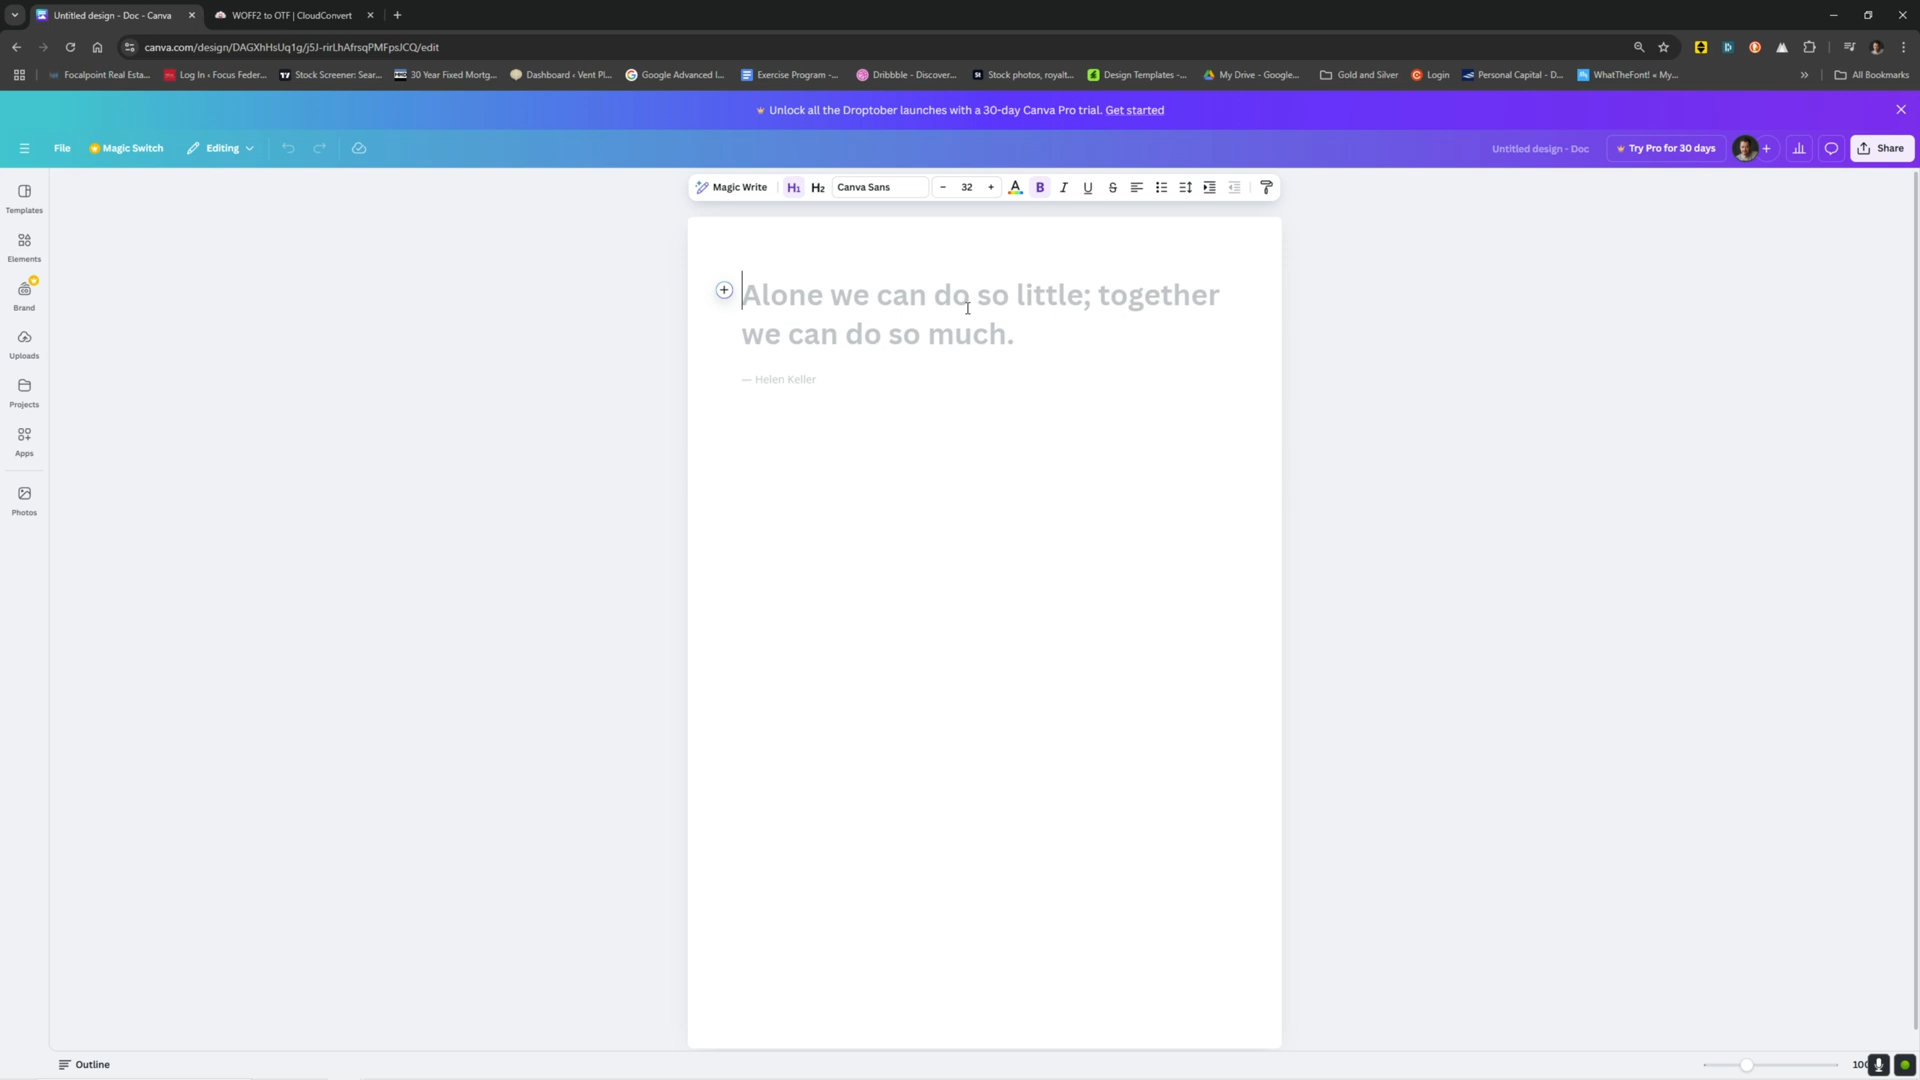 Untitled design - Doc - Canva
WOFF2 to OTF | CloudConvert
canva.com/design/DAGXhHsUq1g/j5J-rirLhAfrsqPMFpsJCQ/edit
Focalpoint Real Esta...
Log In ‹ Focus Feder...
Stock Screener: Sear...
30 Year Fixed Mortg...
Dashboard ‹ Vent Pl...
Google Advanced I...
Exercise Program -...
Dribbble - Discover...
Stock photos, royalt...
Design Templates -...
My Drive - Google...
Gold and Silver
Login
Personal Capital - D...
WhatTheFont! « My...
All Bookmarks
Unlock all the Droptober launches with a 30-day Canva Pro trial. Get started
File
Magic Switch
Editing
Untitled design - Doc
Try Pro for 30 days
Share
Magic Write
H1
H2
Canva Sans
- 32 +
A
B
I
U
S
Templates
Elements
Brand
Uploads
Projects
Apps
Photos
Alone we can do so little; together
we can do so much.
— Helen Keller
Outline